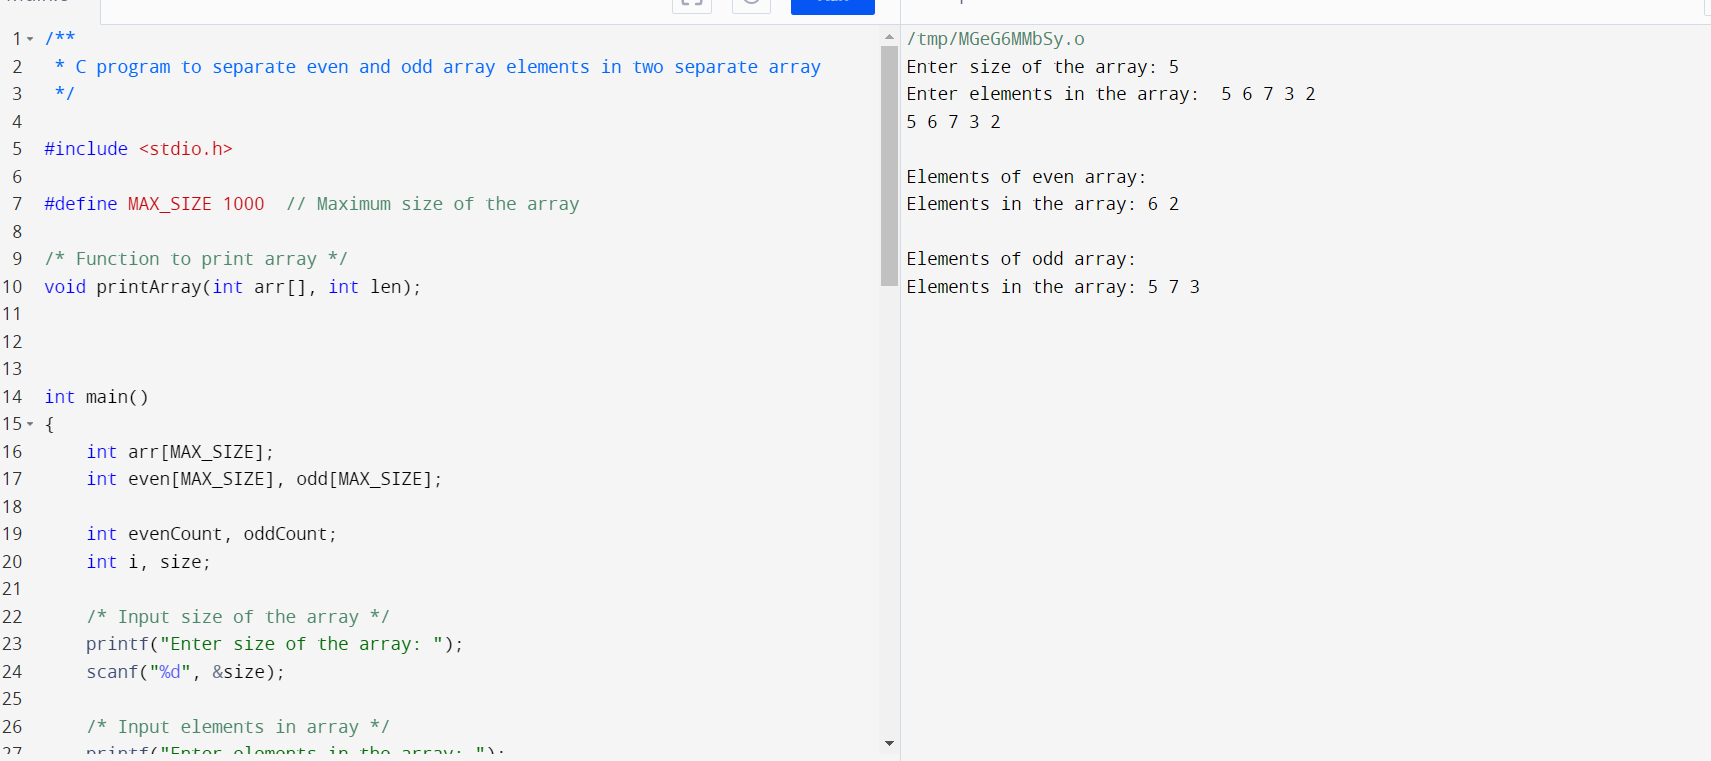 1 /**
2 * C program to separate even and odd array elements in two separate array
3 */
4
5 #include <stdio.h>
6
7 #define MAX_SIZE 1000 // Maximum size of the array
8
9 /* Function to print array */
10 void printArray(int arr[], int len);
11
12
13
14 int main()
15 {
16 int arr[MAX_SIZE];
17 int even[MAX_SIZE], odd[MAX_SIZE];
18
19 int evenCount, oddCount;
20 int i, size;
21
22 /* Input size of the array */
23 printf("Enter size of the array: ");
24 scanf("%d", &size);
25
26 /* Input elements in array */
27 printf("Enter elements in the array: ");
/tmp/MGeG6MMbSy.o
Enter size of the array: 5
Enter elements in the array: 5 6 7 3 2
5 6 7 3 2
Elements of even array:
Elements in the array: 6 2
Elements of odd array:
Elements in the array: 5 7 3